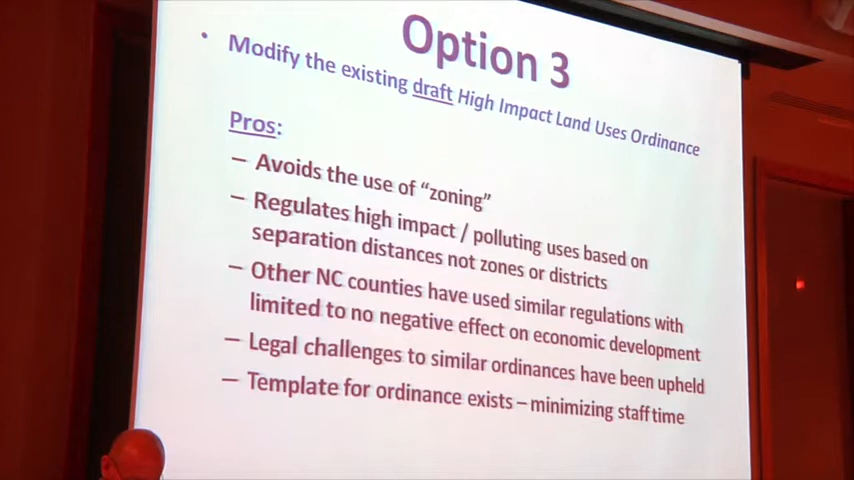 Option 3
• Modify the existing draft High Impact Land Uses Ordinance
Pros:
– Avoids the use of “zoning”
– Regulates high impact / polluting uses based on
separation distances not zones or districts
– Other NC counties have used similar regulations with
limited to no negative effect on economic development
– Legal challenges to similar ordinances have been upheld
– Template for ordinance exists – minimizing staff time